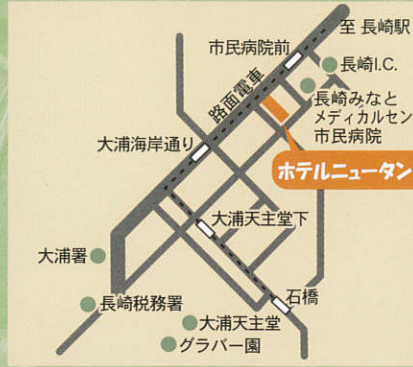 至 長崎駅
市民病院前
長崎I.C.
路面電車
長崎みなと
メディカルセン
市民病院
大浦海岸通り
ホテルニュータン
大浦天主堂下
大浦署
石橋
長崎税務署
大浦天主堂
グラバー園